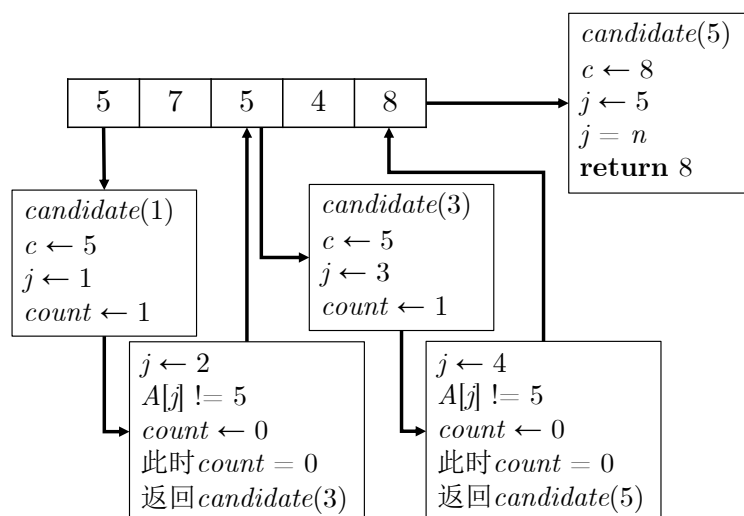 5 7 5 4 8
candidate(1)
c ← 5
j ← 1
count ← 1
j ← 2
A[j] != 5
count ← 0
此时count = 0
返回candidate(3)
candidate(3)
c ← 5
j ← 3
count ← 1
j ← 4
A[j] != 5
count ← 0
此时count = 0
返回candidate(5)
candidate(5)
c ← 8
j ← 5
j = n
return 8